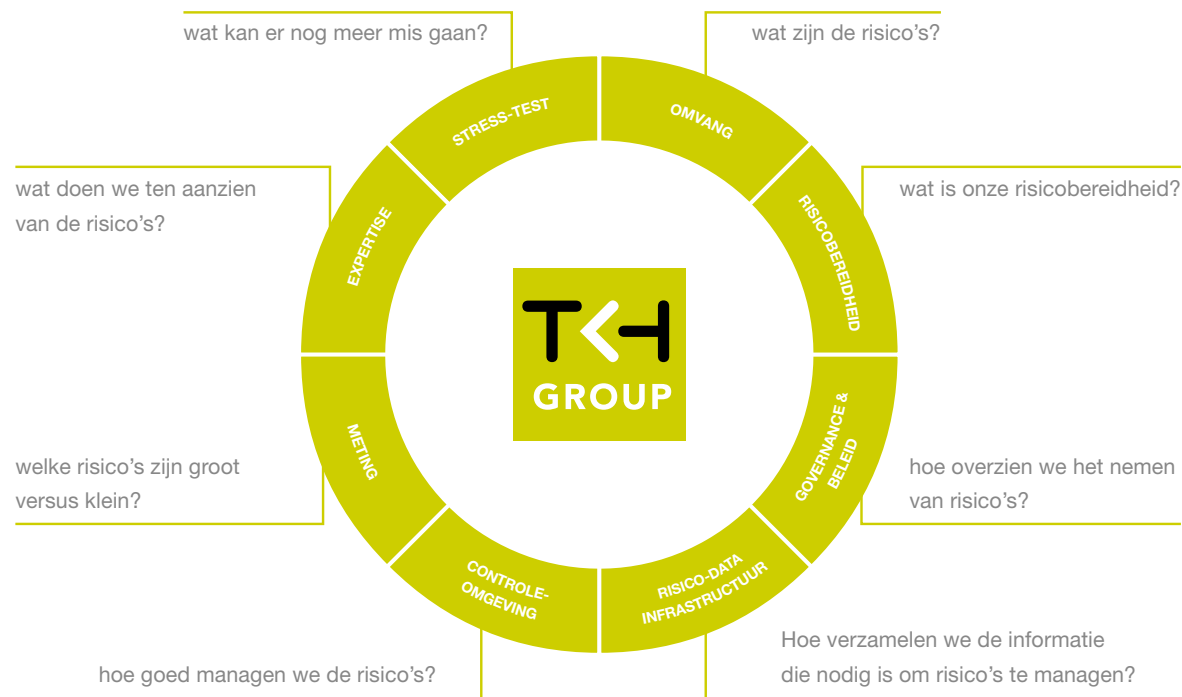 wat kan er nog meer mis gaan?
wat zijn de risico's?
STRESS-TEST
OMVANG
wat doen we ten aanzien
van de risico's?
wat is onze risicobereidheid?
EXPERTISE
RISICOBEREIDHEID
TKH
GROUP
METING
GOVERNANCE &
BELEID
welke risico's zijn groot
versus klein?
hoe overzien we het nemen
van risico's?
CONTROLE-
OMGEVING
RISICO-DATA
INFRASTRUCTUUR
hoe goed managen we de risico's?
Hoe verzamelen we de informatie
die nodig is om risico's te managen?